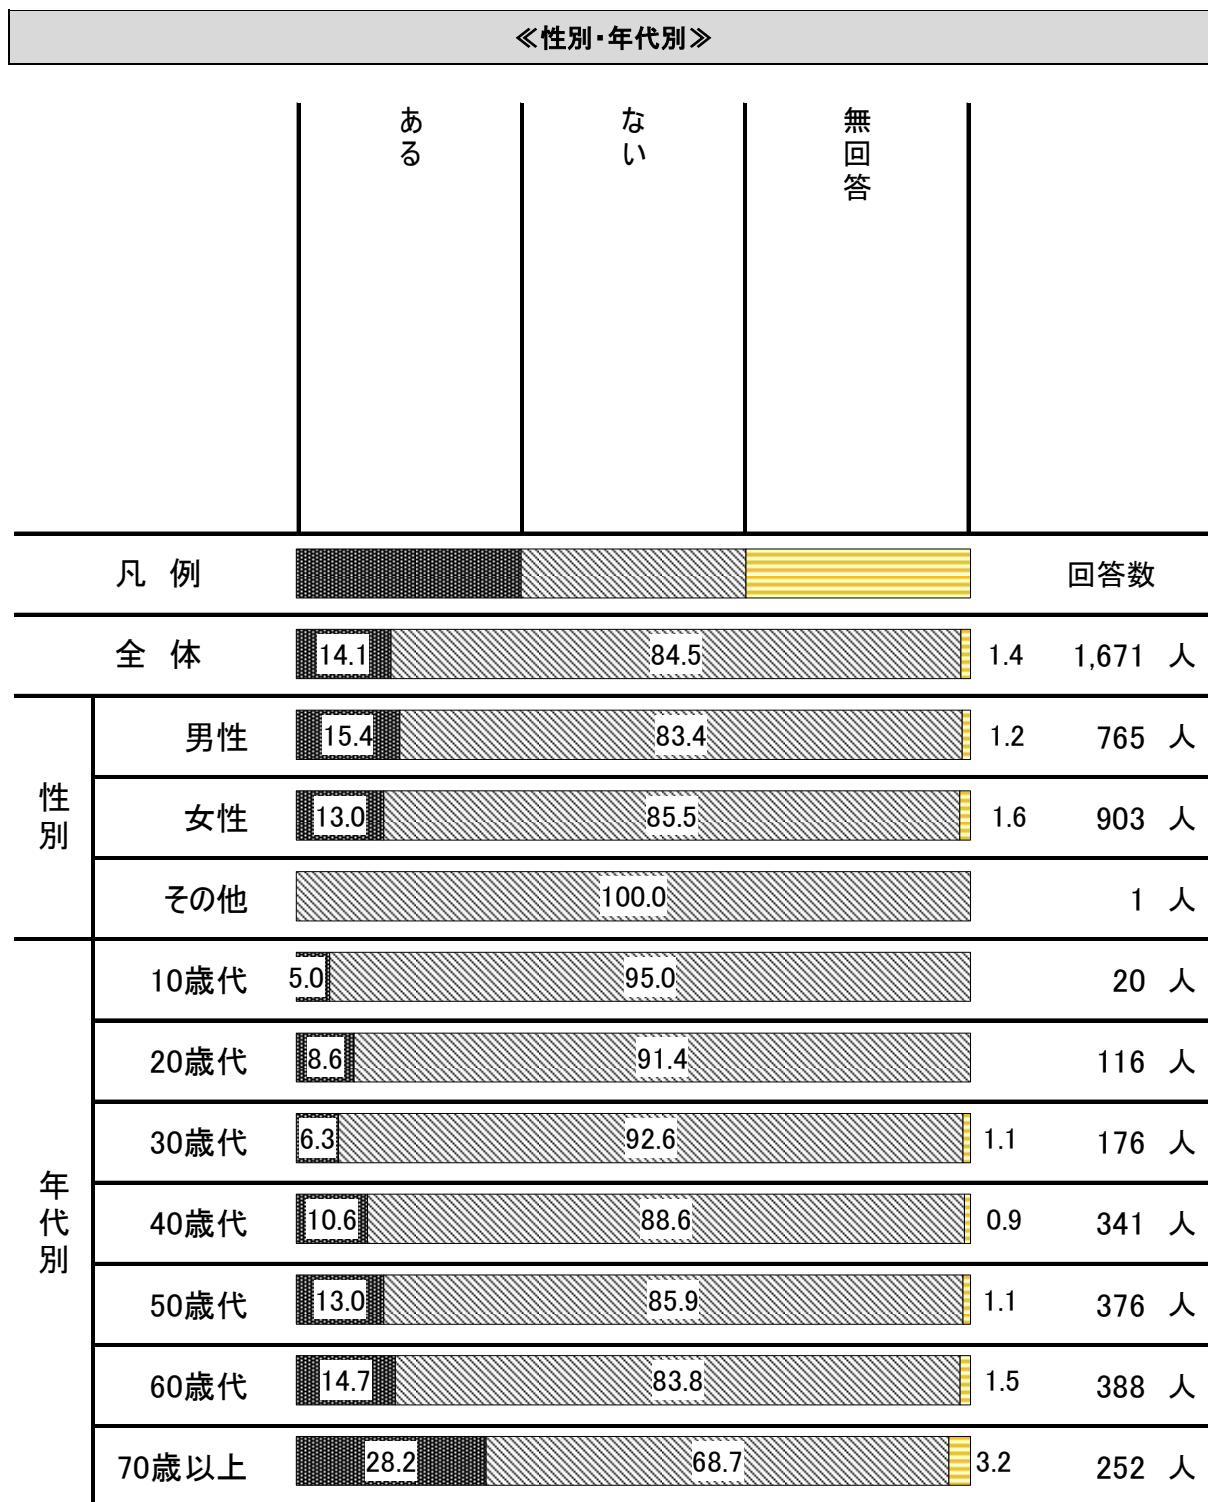 ≪性別・年代別≫
ある
ない
無回答
凡 例 回答数
全 体 14.1 84.5 1.4 1,671 人
性別
男性 15.4 83.4 1.2 765 人
女性 13.0 85.5 1.6 903 人
その他 100.0 1 人
年代別
10歳代 5.0 95.0 20 人
20歳代 8.6 91.4 116 人
30歳代 6.3 92.6 1.1 176 人
40歳代 10.6 88.6 0.9 341 人
50歳代 13.0 85.9 1.1 376 人
60歳代 14.7 83.8 1.5 388 人
70歳以上 28.2 68.7 3.2 252 人